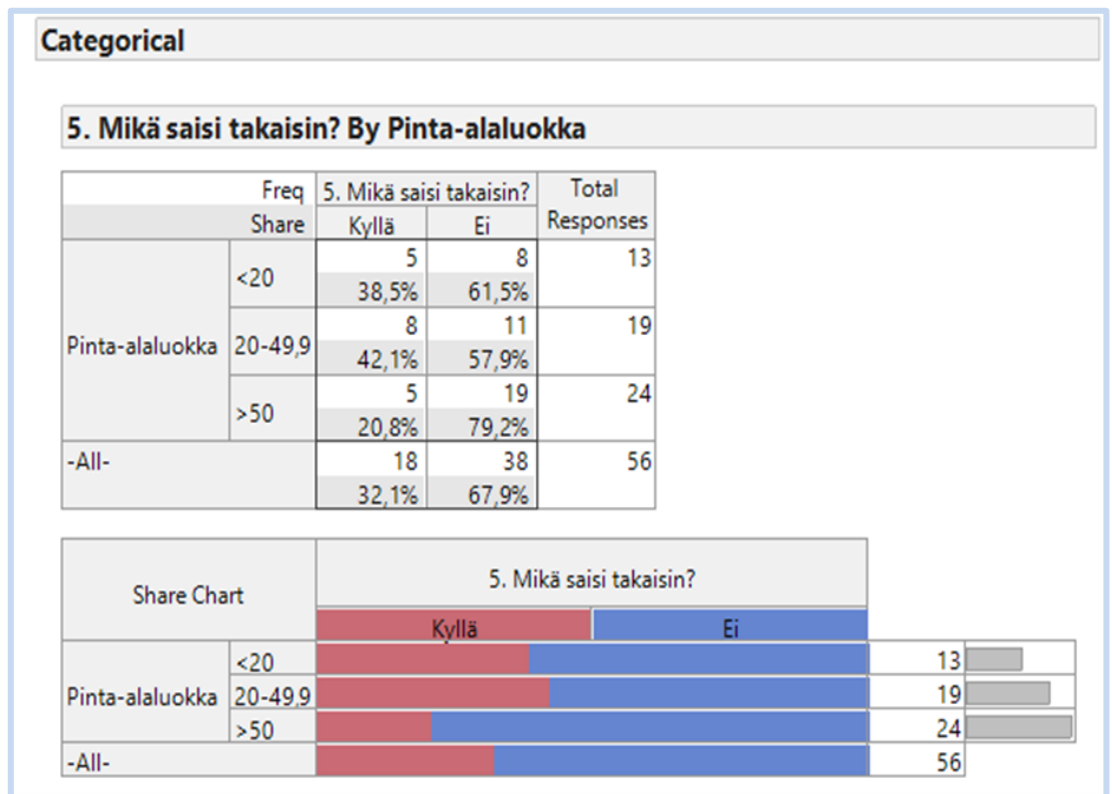 Categorical
5. Mikä saisi takaisin? By Pinta-alaluokka
Freq 5. Mikä saisi takaisin? Total
Share Kyllä Ei Responses
<20 5 8 13
38,5% 61,5%
Pinta-alaluokka 20-49,9 8 11 19
42,1% 57,9%
>50 5 19 24
20,8% 79,2%
-All- 18 38 56
32,1% 67,9%
Share Chart 5. Mikä saisi takaisin?
Kyllä Ei
<20 13
Pinta-alaluokka 20-49,9 19
>50 24
-All- 56